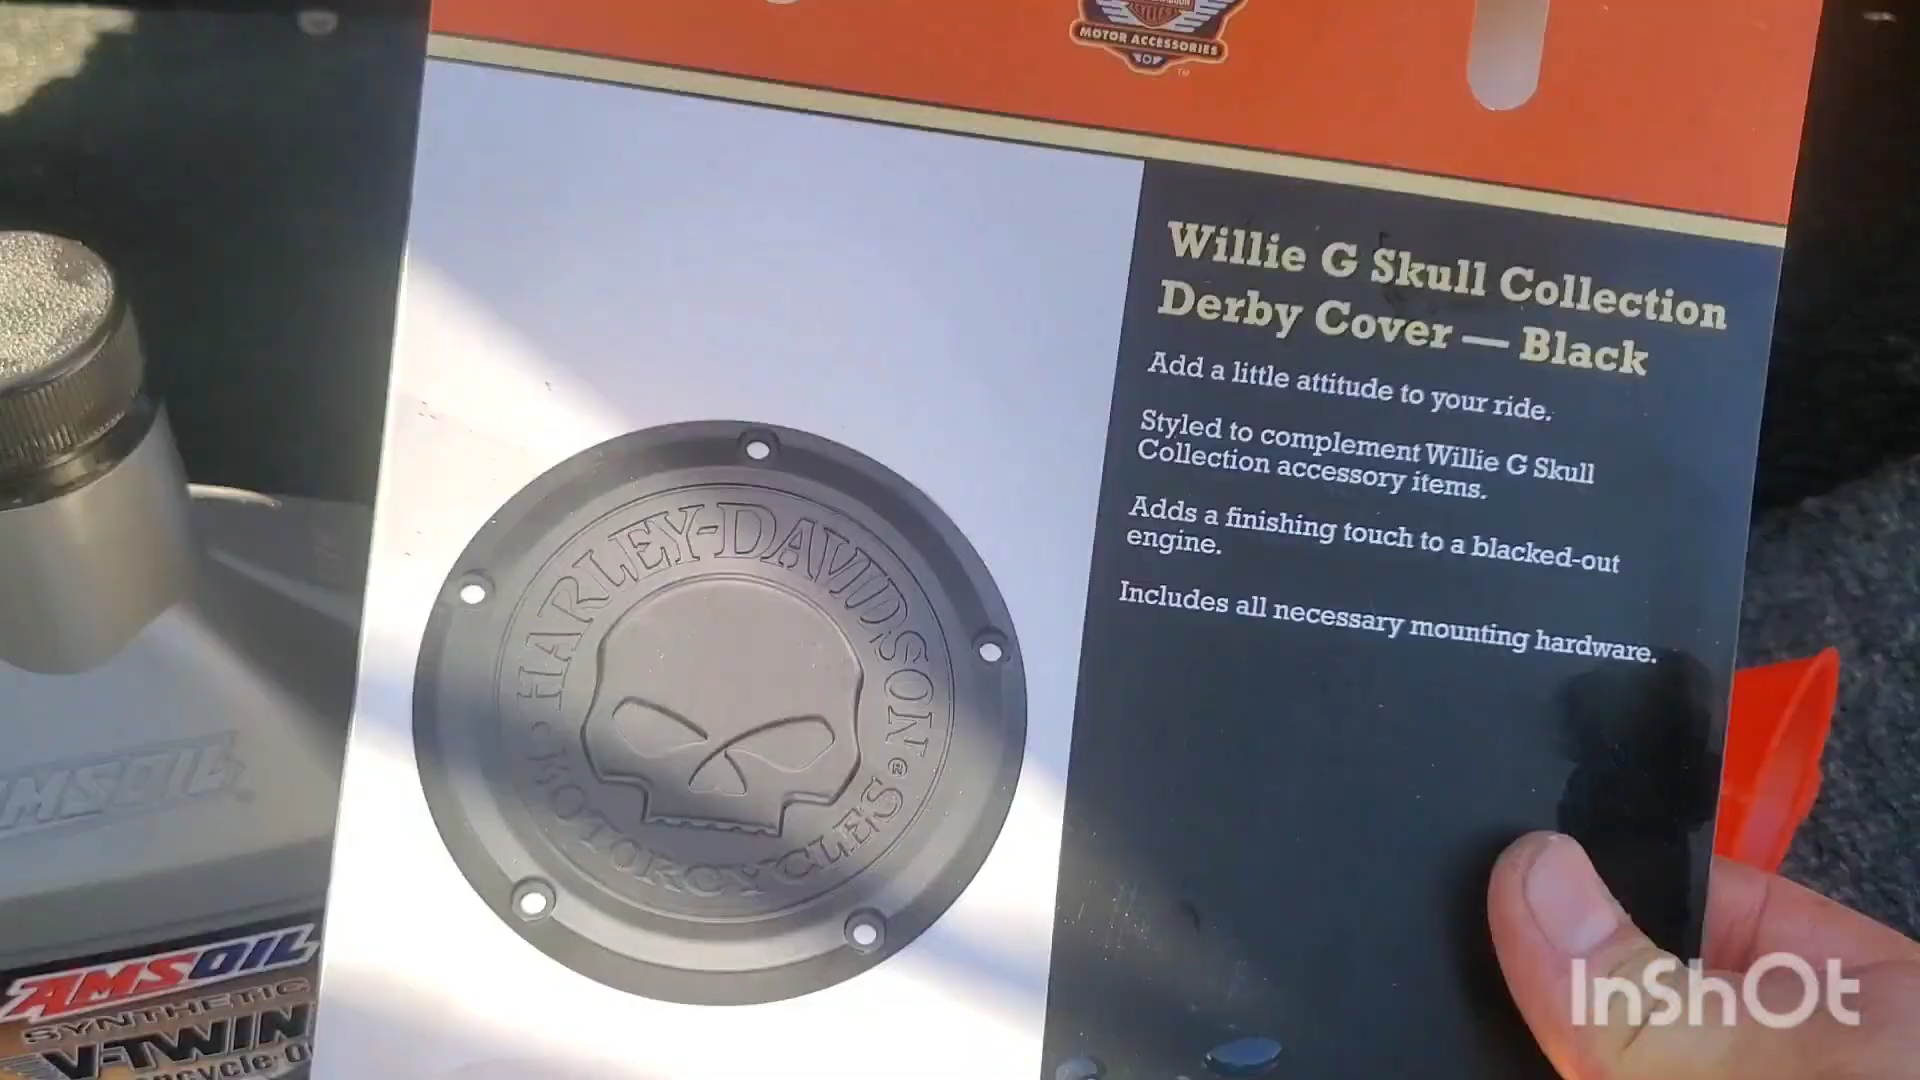 MOTOR ACCESSORIES
TM
Willie G Skull Collection
Derby Cover — Black
Add a little attitude to your ride.
Styled to complement Willie G Skull
Collection accessory items.
Adds a finishing touch to a blacked-out
engine.
Includes all necessary mounting hardware.
HARLEY-DAVIDSON
MOTORCYCLES®
AMSOIL
AMSOIL
SYNTHETIC
V-TWIN
InShOt